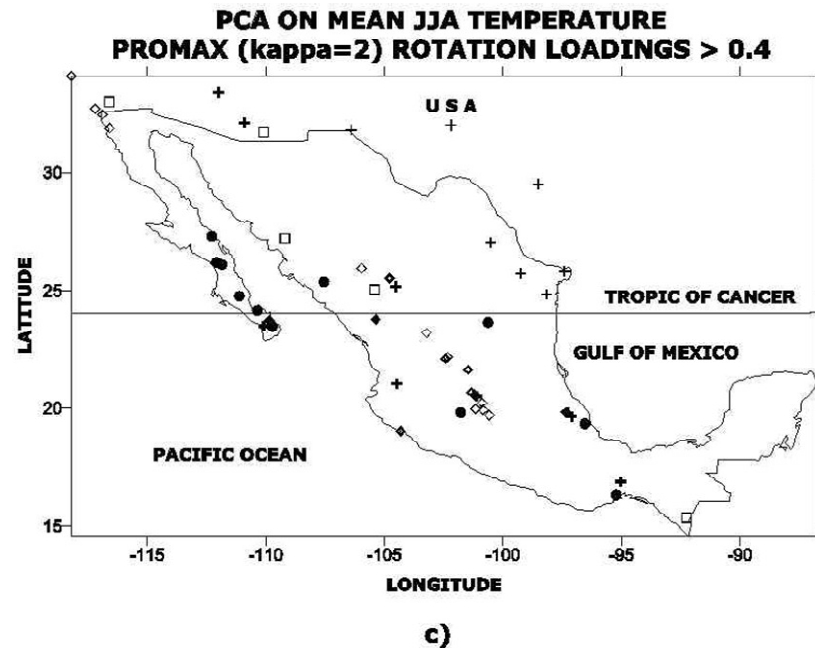 PCA ON MEAN JJA TEMPERATURE
PROMAX (kappa=2) ROTATION LOADINGS > 0.4
U S A
30
25
TROPIC OF CANCER
LATITUDE
GULF OF MEXICO
20
PACIFIC OCEAN
15
-115 -110 -105 -100 -95 -90
LONGITUDE
c)